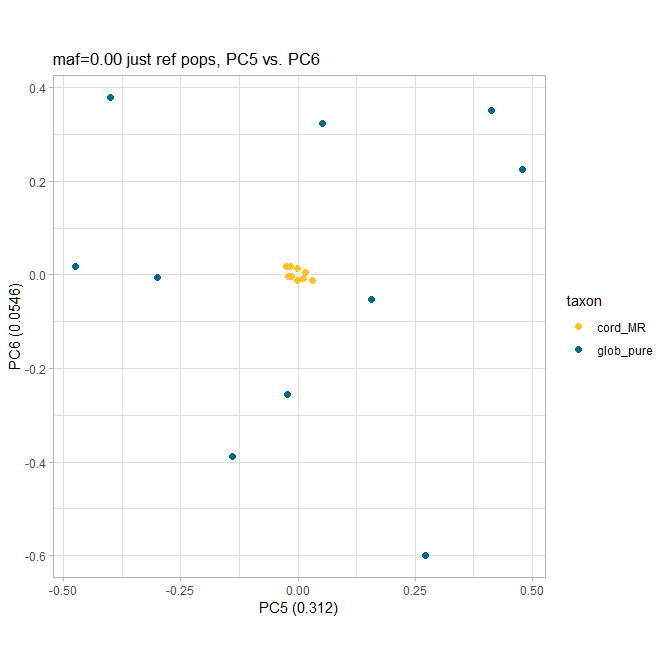 maf=0.00 just ref pops, PC5 vs. PC6
0.4
0.2
0.0
-0.2
-0.4
-0.6
PC6 (0.0546)
-0.50
-0.25
0.00
0.25
0.50
PC5 (0.312)
taxon
cord_MR
glob_pure